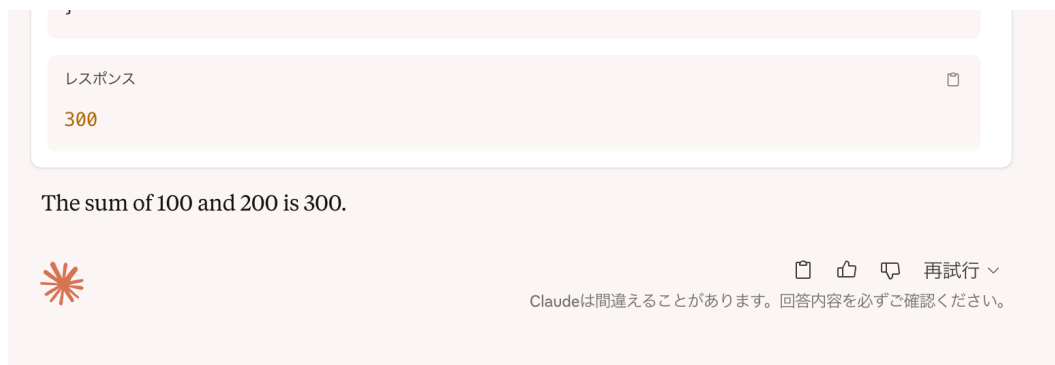 }
レスポンス
300
The sum of 100 and 200 is 300.
再試行
Claudeは間違えることがあります。回答内容を必ずご確認ください。